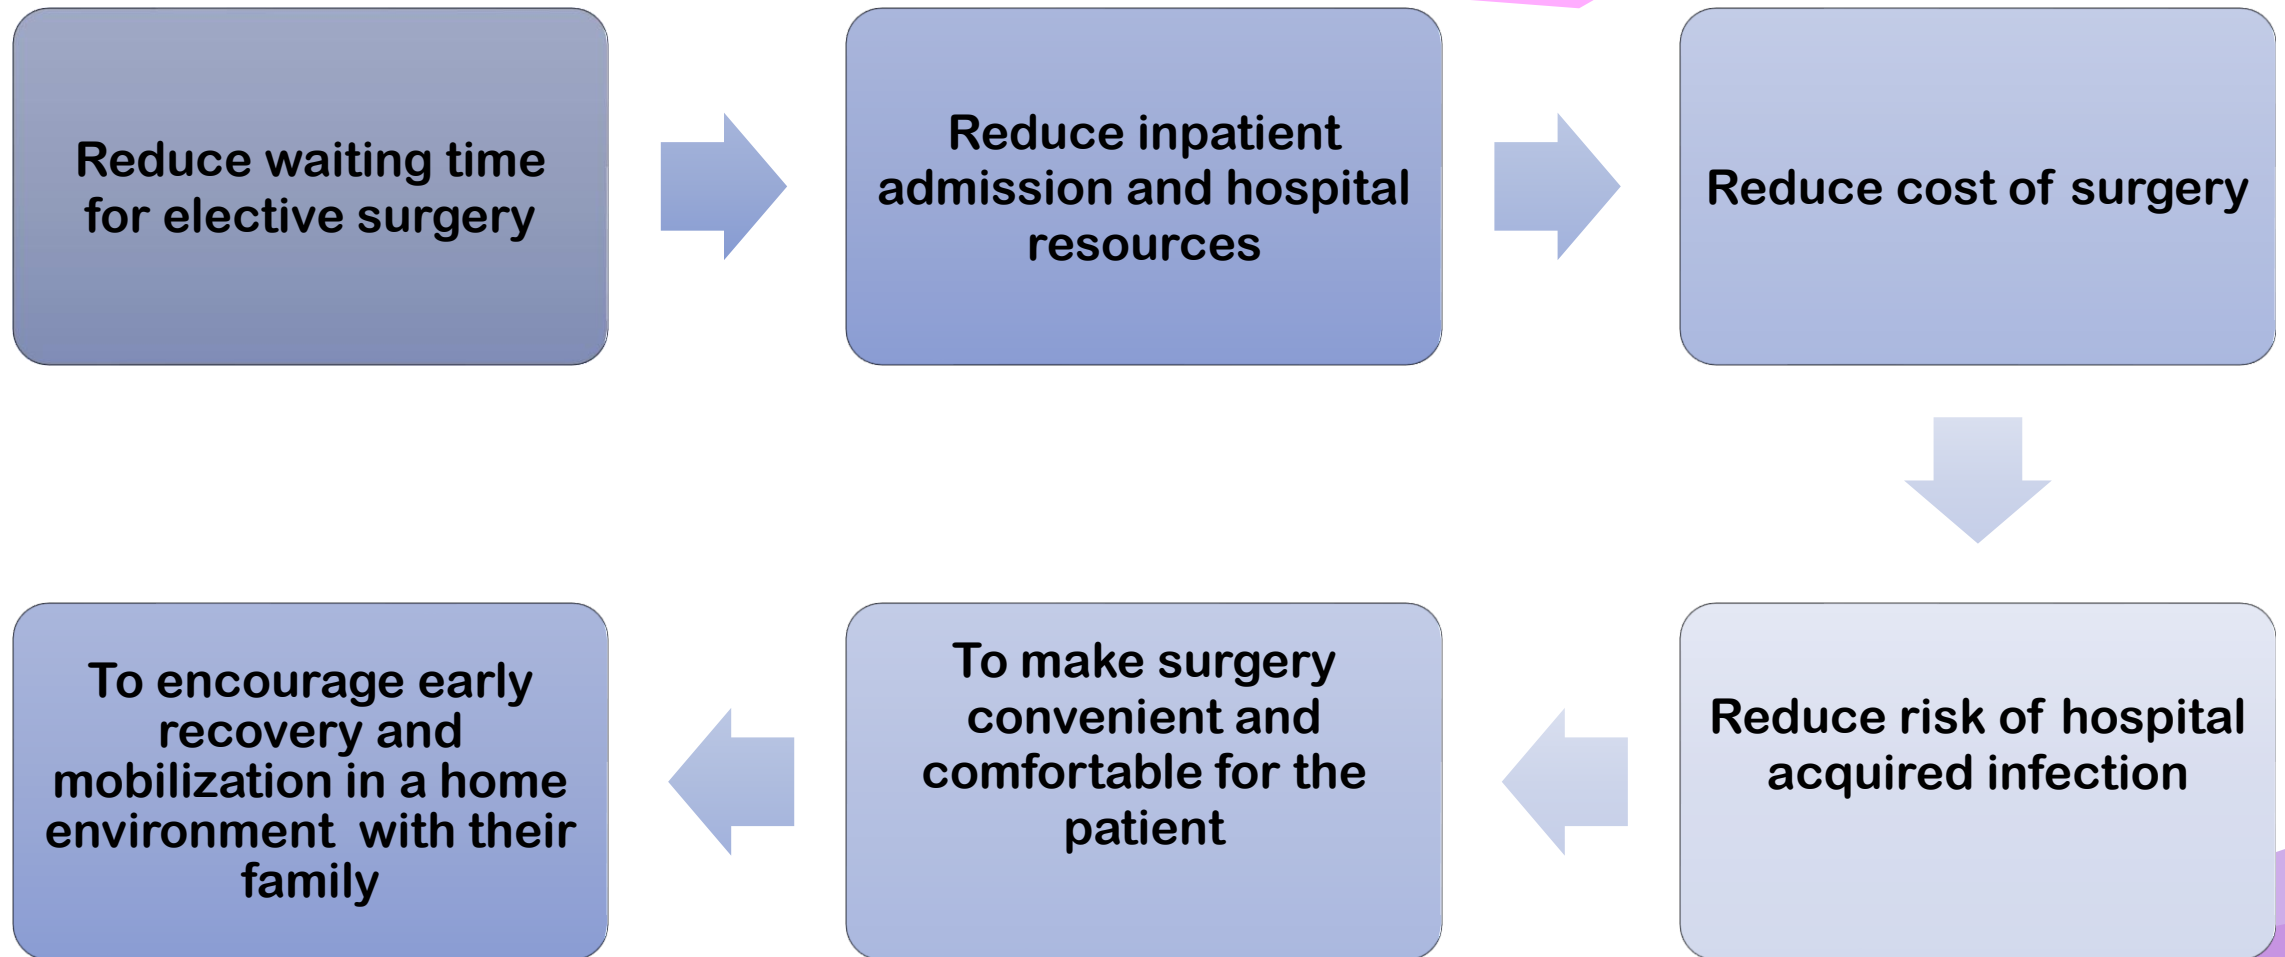 Reduce waiting time
for elective surgery
Reduce inpatient
admission and hospital
resources
Reduce cost of surgery
Reduce risk of hospital
acquired infection
To make surgery
convenient and
comfortable for the
patient
To encourage early
recovery and
mobilization in a home
environment  with their
family